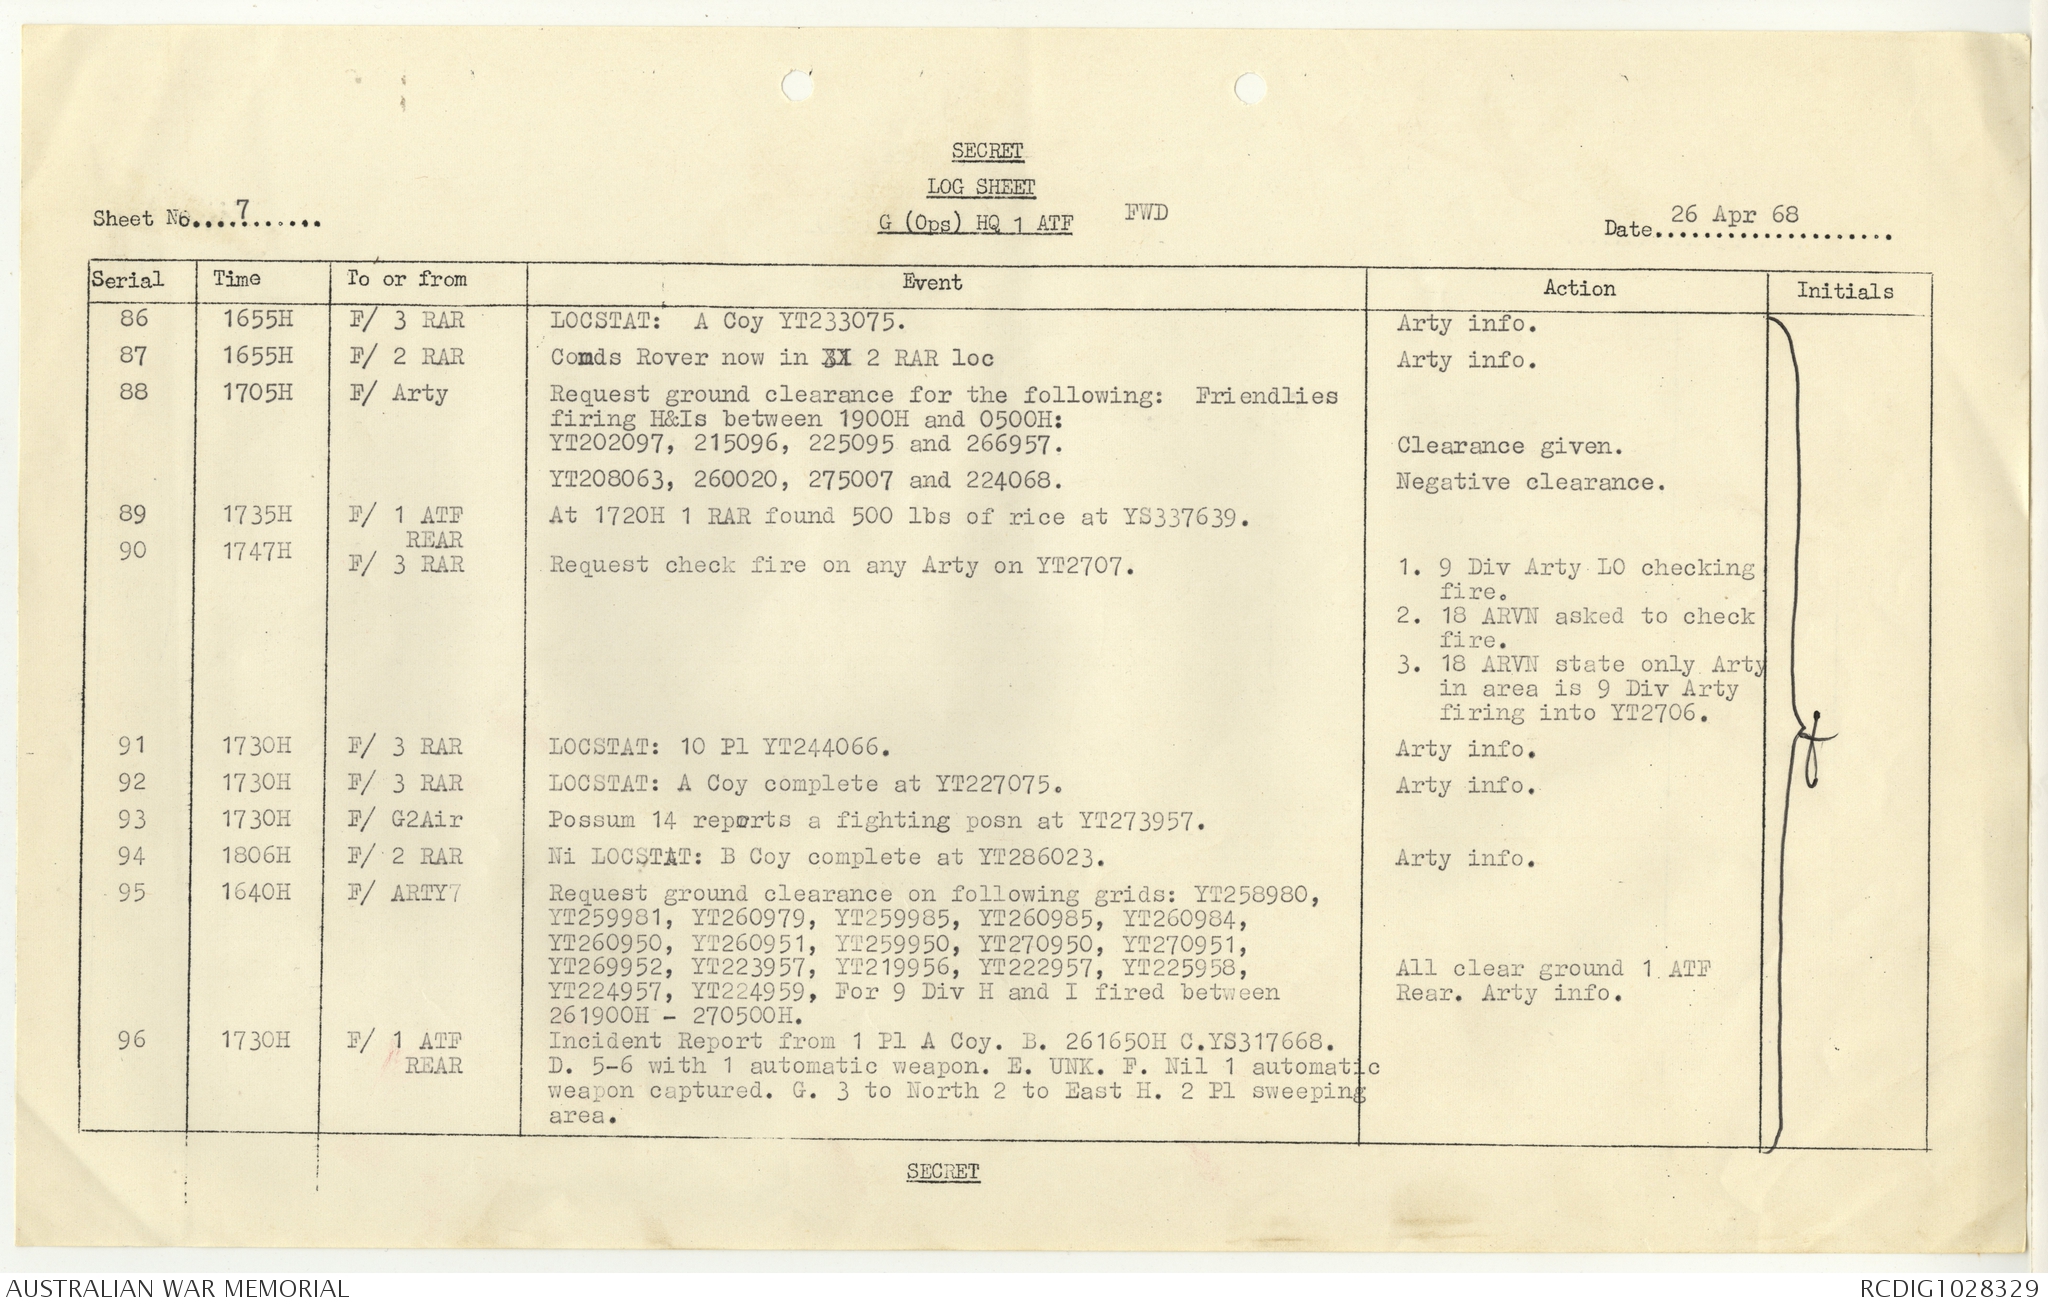 SECRET
LOG SHEET
Sheet No....7............
G (Ops) HQ 1 ATF FWD
Date 26 Apr 68
Serial Time To or from Event Action Initials
86 1655H F/ 3 RAR LOCSTAT: A Coy YT233075. Arty info.
87 1655H F/ 2 RAR Comds Rover now in 2 RAR loc Arty info.
88 1705H F/ Arty Request ground clearance for the following: Friendlies
firing H&Is between 1900H and 0500H:
YT202097, 215096, 225095 and 266957. Clearance given.
YT208063, 260020, 275007 and 224068. Negative clearance.
89 1735H F/ 1 ATF At 1720H 1 RAR found 500 lbs of rice at YS337639.
REAR
90 1747H F/ 3 RAR Request check fire on any Arty on YT2707. 1. 9 Div Arty LO checking
fire.
2. 18 ARVN asked to check
fire.
3. 18 ARVN state only Arty
in area is 9 Div Arty
firing into YT2706.
91 1730H F/ 3 RAR LOCSTAT: 10 Pl YT244066. Arty info.
92 1730H F/ 3 RAR LOCSTAT: A Coy complete at YT227075. Arty info.
93 1730H F/ G2Air Possum 14 reports a fighting posn at YT273957.
94 1806H F/ 2 RAR Ni LOCSTAT: B Coy complete at YT286023. Arty info.
95 1640H F/ ARTY7 Request ground clearance on following grids: YT258980,
YT259981, YT260979, YT259985, YT260985, YT260984,
YT260950, YT260951, YT259950, YT270950, YT270951,
YT269952, YT223957, YT219956, YT222957, YT225958, All clear ground 1 ATF
YT224957, YT224959, For 9 Div H and I fired between Rear. Arty info.
261900H - 270500H.
96 1730H F/ 1 ATF Incident Report from 1 Pl A Coy. B. 261650H C.YS317668.
REAR D. 5-6 with 1 automatic weapon. E. UNK. F. Nil 1 automatic
weapon captured. G. 3 to North 2 to East H. 2 Pl sweeping
area.
SECRET
AUSTRALIAN WAR MEMORIAL RCDIG1028329